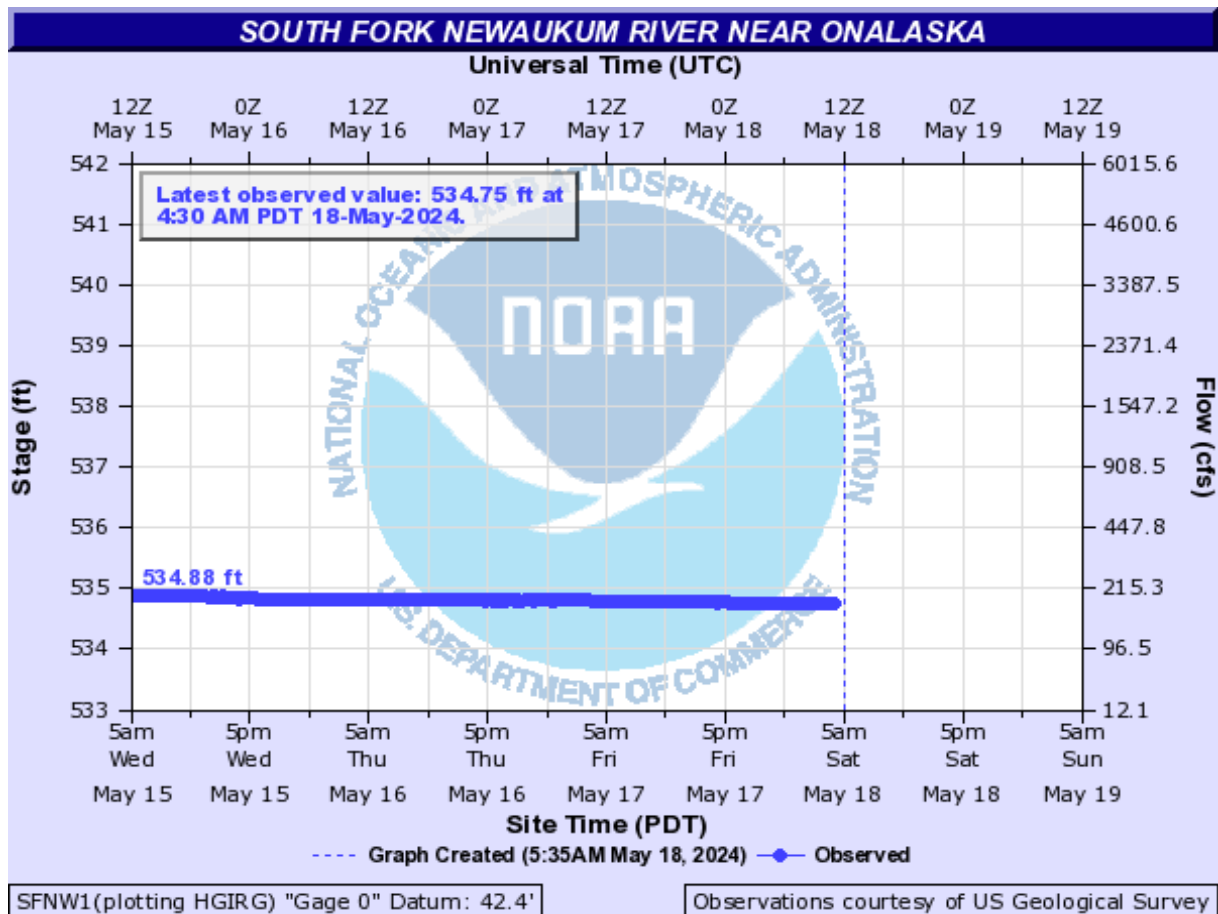 SOUTH FORK NEWAUKUM RIVER NEAR ONALASKA
Universal Time (UTC)
12Z 0Z 12Z 0Z 12Z 0Z 12Z 0Z 12Z
May 15 May 16 May 16 May 17 May 17 May 18 May 18 May 19 May 19
Latest observed value: 534.75 ft at
4:30 AM PDT 18-May-2024.
542 6015.6
541 4600.6
540 3387.5
539 2371.4
538 1547.2
537 908.5
536 447.8
535 215.3
534 96.5
533 12.1
Stage (ft)
Flow (cfs)
534.88 ft
NATIONAL OCEANIC AND ATMOSPHERIC ADMINISTRATION
NOAA
U.S. DEPARTMENT OF COMMERCE
5am 5pm 5am 5pm 5am 5pm 5am 5pm 5am
Wed Wed Thu Thu Fri Fri Sat Sat Sun
May 15 May 15 May 16 May 16 May 17 May 17 May 18 May 18 May 19
Site Time (PDT)
Graph Created (5:35AM May 18, 2024) Observed
SFNW1(plotting HGIRG) "Gage 0" Datum: 42.4'
Observations courtesy of US Geological Survey